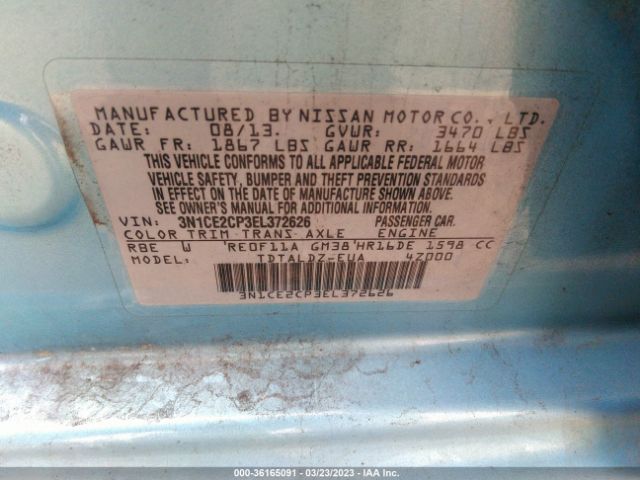 MANUFACTURED BY NISSAN MOTOR CO., LTD.
DATE: 08/13. GVWR: 3470 LBS
GAWR FR: 1867 LBS GAWR RR: 1664 LBS
THIS VEHICLE CONFORMS TO ALL APPLICABLE FEDERAL MOTOR
VEHICLE SAFETY, BUMPER AND THEFT PREVENTION STANDARDS
IN EFFECT ON THE DATE OF MANUFACTURE SHOWN ABOVE.
SEE OWNER'S MANUAL FOR ADDITIONAL INFORMATION.
VIN: 3N1CE2CP3EL372626 PASSENGER CAR.
COLOR TRIM TRANS. AXLE ENGINE
RBE W RE0F11A GM38 HR16DE 1598 CC
MODEL: TDTALDZ-EUA 4Z000
3N1CE2CP3EL372626
000-36165091 | 03/23/2023 | IAA Inc.